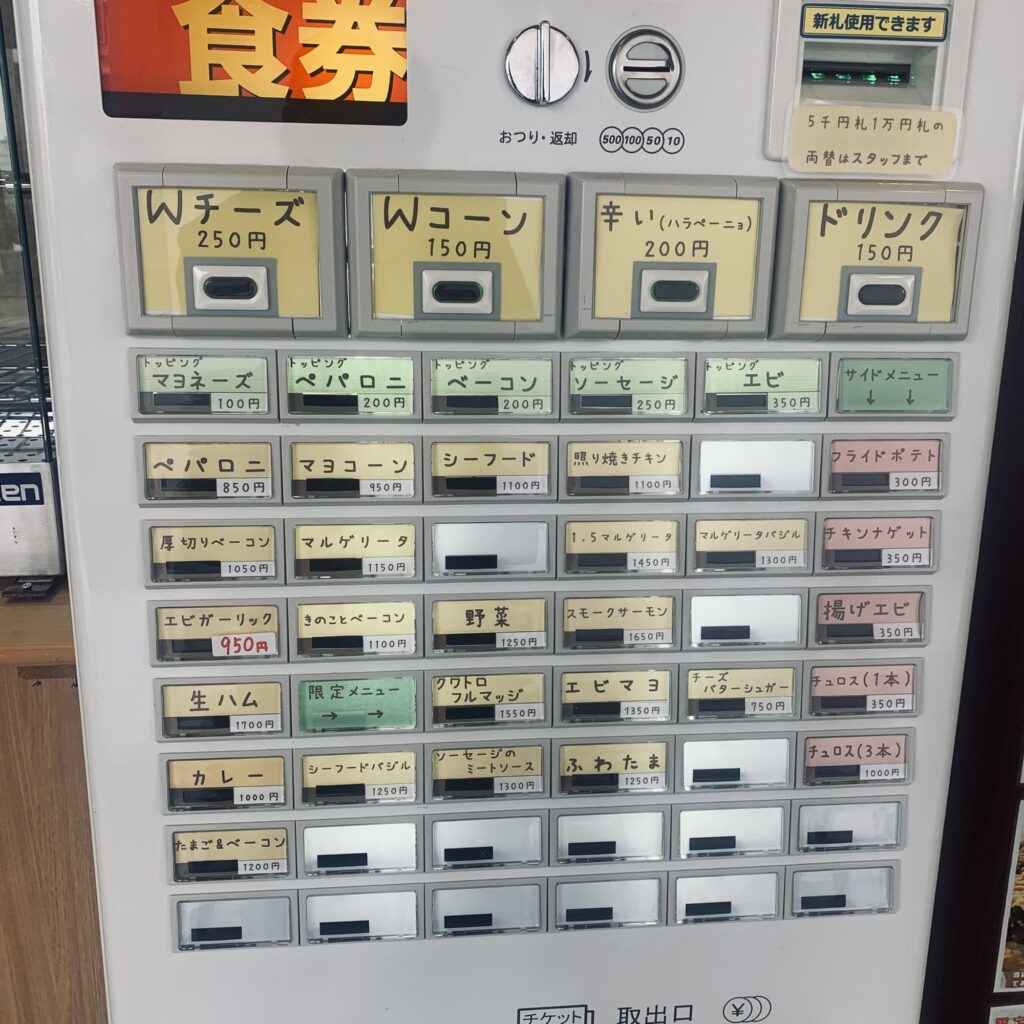 食券
おつり・返却
500 100 50 10
新札使用できます
5千円札1万円札の
両替はスタッフまで
Wチーズ
250円
Wコーン
150円
辛い(ハラペーニョ)
200円
ドリンク
150円
トッピング
マヨネーズ
100円
トッピング
ペパロニ
200円
トッピング
ベーコン
200円
トッピング
ソーセージ
250円
トッピング
エビ
350円
サイドメニュー
↓ ↓
ペパロニ
850円
マヨコーン
950円
シーフード
1100円
照り焼きチキン
1100円
フライドポテト
300円
厚切りベーコン
1050円
マルゲリータ
1150円
1.5マルゲリータ
1450円
マルゲリータバジル
1300円
チキンナゲット
350円
エビガーリック
950円
きのことベーコン
1100円
野菜
1250円
スモークサーモン
1650円
揚げエビ
350円
生ハム
1700円
限定メニュー
→ →
クワトロ
フルマッジ
1550円
エビマヨ
1350円
チーズ
バターシュガー
750円
チュロス(1本)
350円
カレー
1000円
シーフードバジル
1250円
ソーセージの
ミートソース
1300円
ふわたま
1250円
チュロス(3本)
1000円
たまご&ベーコン
1200円
チケット 取出口 ¥